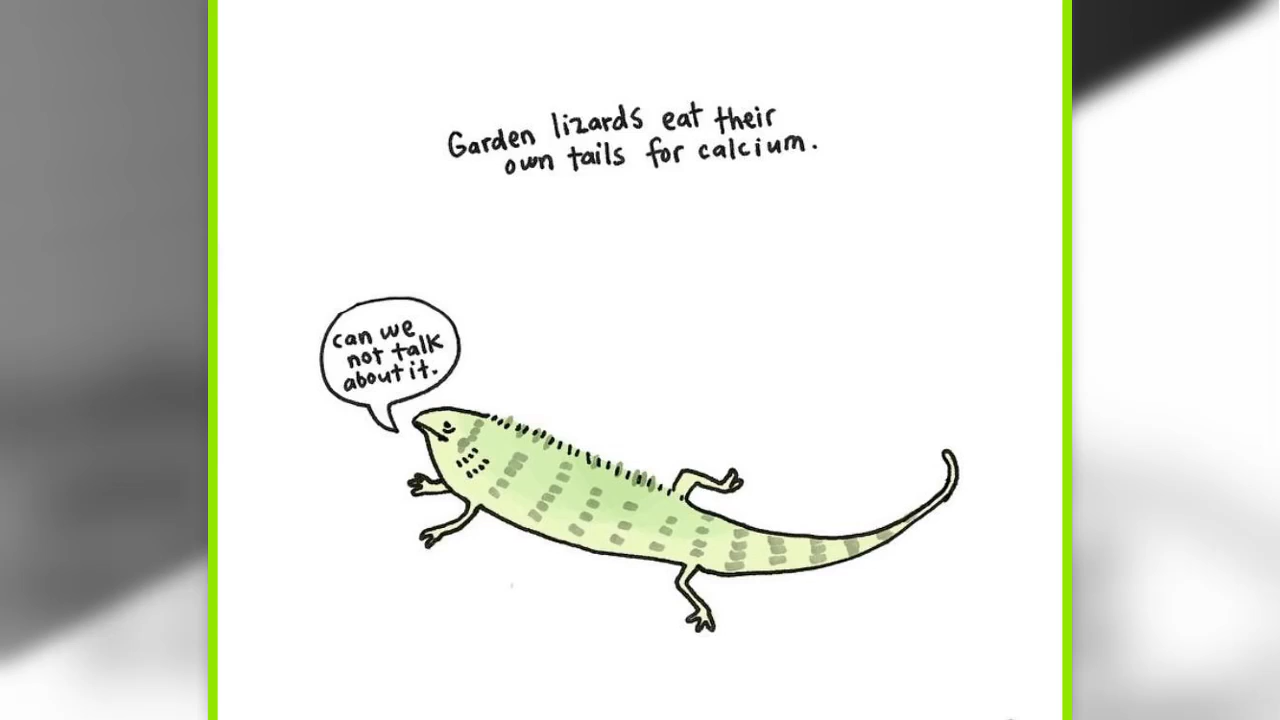 Garden lizards eat their
own tails for calcium.
can we
not talk
about it.